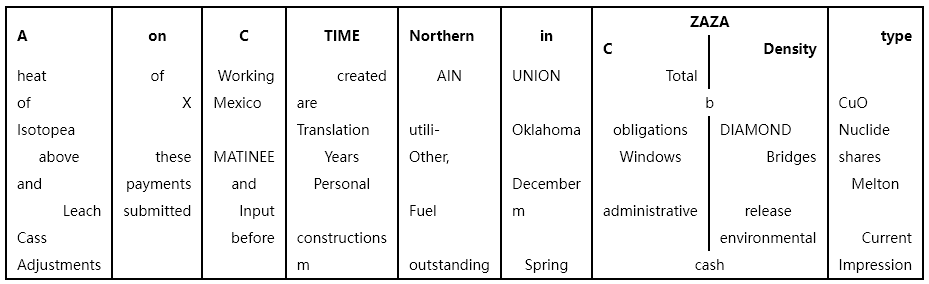 ZAZA
A on C TIME Northern in C Density type
heat of Working created AIN UNION Total
of X Mexico are b CuO
Isotopea Translation utili- Oklahoma obligations DIAMOND Nuclide
above these MATINEE Years Other, Windows Bridges shares
and payments and Personal December Melton
Leach submitted Input Fuel m administrative release
Cass before constructions environmental Current
Adjustments m outstanding Spring cash Impression